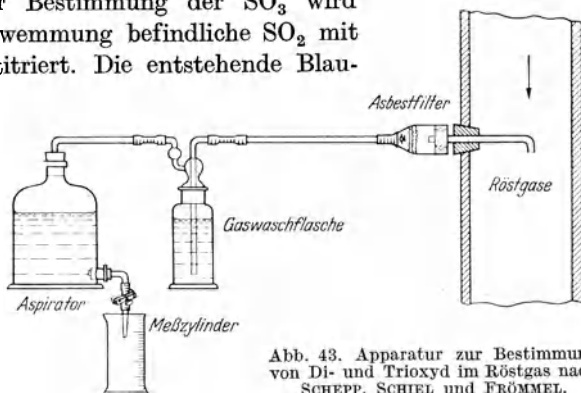 r Bestimmung der SO₃ wird
wemmung befindliche SO₂ mit
titriert. Die entstehende Blau-
Asbestfilter
Röstgase
Gaswaschflasche
Aspirator
Meßzylinder
Abb. 43. Apparatur zur Bestimmun
von Di- und Trioxyd im Röstgas nac
SCHEPP, SCHIEL und FRÖMMEL.